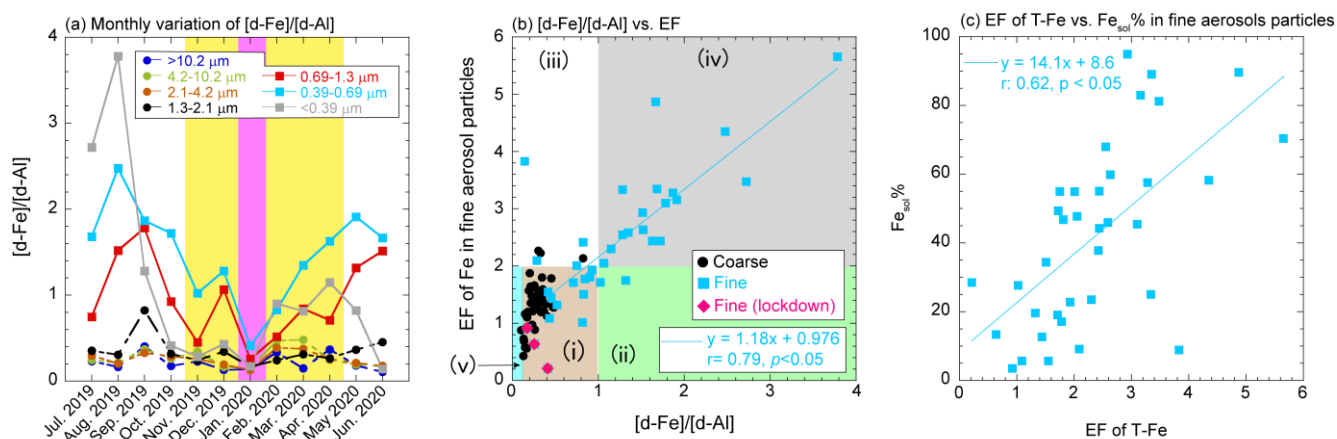 (a) Monthly variation of [d-Fe]/[d-Al]
[d-Fe]/[d-Al]
4
3
2
1
0
>10.2 μm
4.2-10.2 μm
2.1-4.2 μm
1.3-2.1 μm
0.69-1.3 μm
0.39-0.69 μm
<0.39 μm
Jul. 2019
Aug. 2019
Sep. 2019
Oct. 2019
Nov. 2019
Dec. 2019
Jan. 2020
Feb. 2020
Mar. 2020
Apr. 2020
May. 2020
Jun. 2020
(b) [d-Fe]/[d-Al] vs. EF
EF of Fe in fine aerosol particles
6
5
4
3
2
1
0
(iii)
(iv)
(i)
(ii)
(v)
Coarse
Fine
Fine (lockdown)
y = 1.18x + 0.976
r= 0.79, p<0.05
0 1 2 3 4
[d-Fe]/[d-Al]
(c) EF of T-Fe vs. Fesol% in fine aerosols particles
Fesol%
100
80
60
40
20
0
y = 14.1x + 8.6
r: 0.62, p < 0.05
0 1 2 3 4 5 6
EF of T-Fe